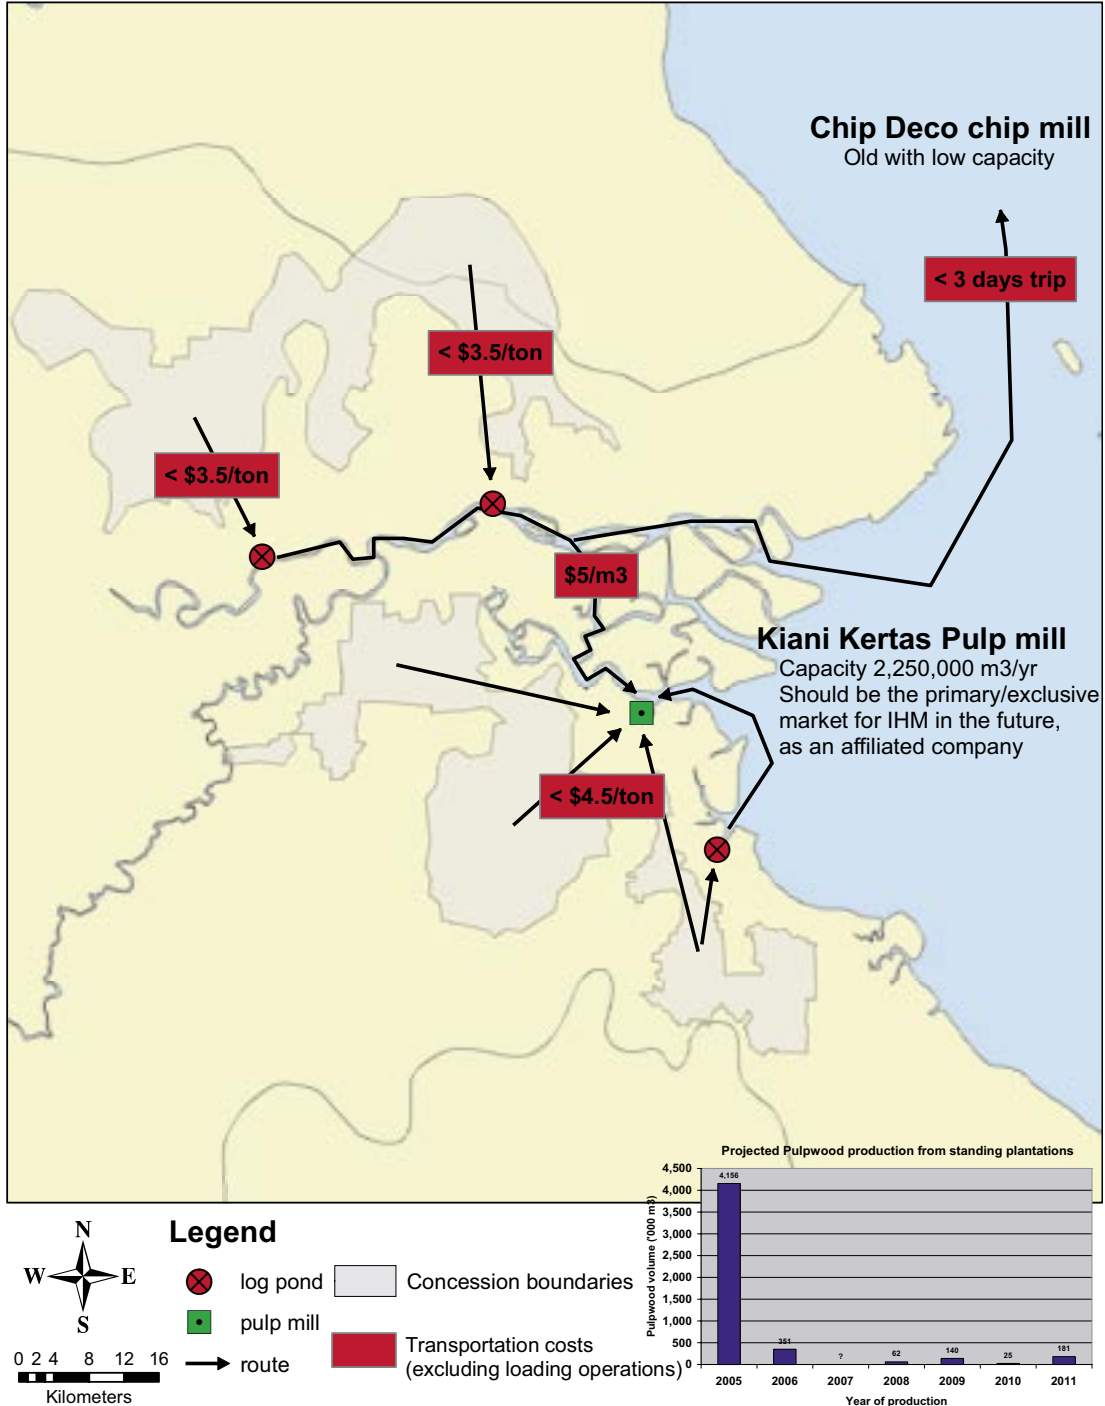 Chip Deco chip mill
Old with low capacity
< 3 days trip
< $3.5/ton
< $3.5/ton
$5/m3
Kiani Kertas Pulp mill
Capacity 2,250,000 m3/yr
Should be the primary/exclusive
market for IHM in the future,
as an affiliated company
< $4.5/ton
Projected Pulpwood production from standing plantations
Pulpwood volume ('000 m3)
4,500
4,000
3,500
3,000
2,500
2,000
1,500
1,000
500
0
4,156
351
?
62
140
25
181
2005 2006 2007 2008 2009 2010 2011
Year of production
N
W E
S
0 2 4 8 12 16
Kilometers
Legend
log pond
pulp mill
route
Concession boundaries
Transportation costs
(excluding loading operations)